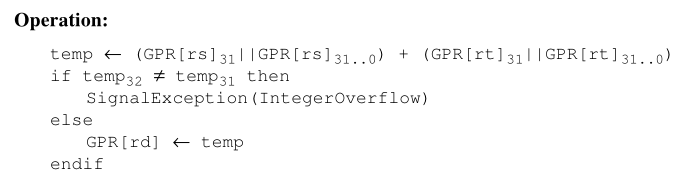 Operation:
temp ← (GPR[rs]₃₁||GPR[rs]₃₁..₀) + (GPR[rt]₃₁||GPR[rt]₃₁..₀)
if temp₃₂ ≠ temp₃₁ then
SignalException(IntegerOverflow)
else
GPR[rd] ← temp
endif